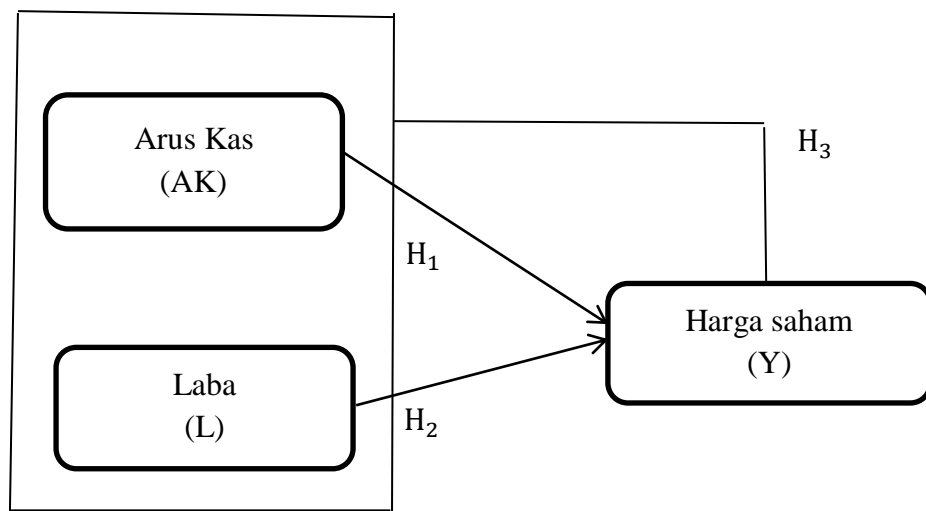 Arus Kas
(AK)
H₃
H₁
Harga saham
(Y)
Laba
(L)
H₂